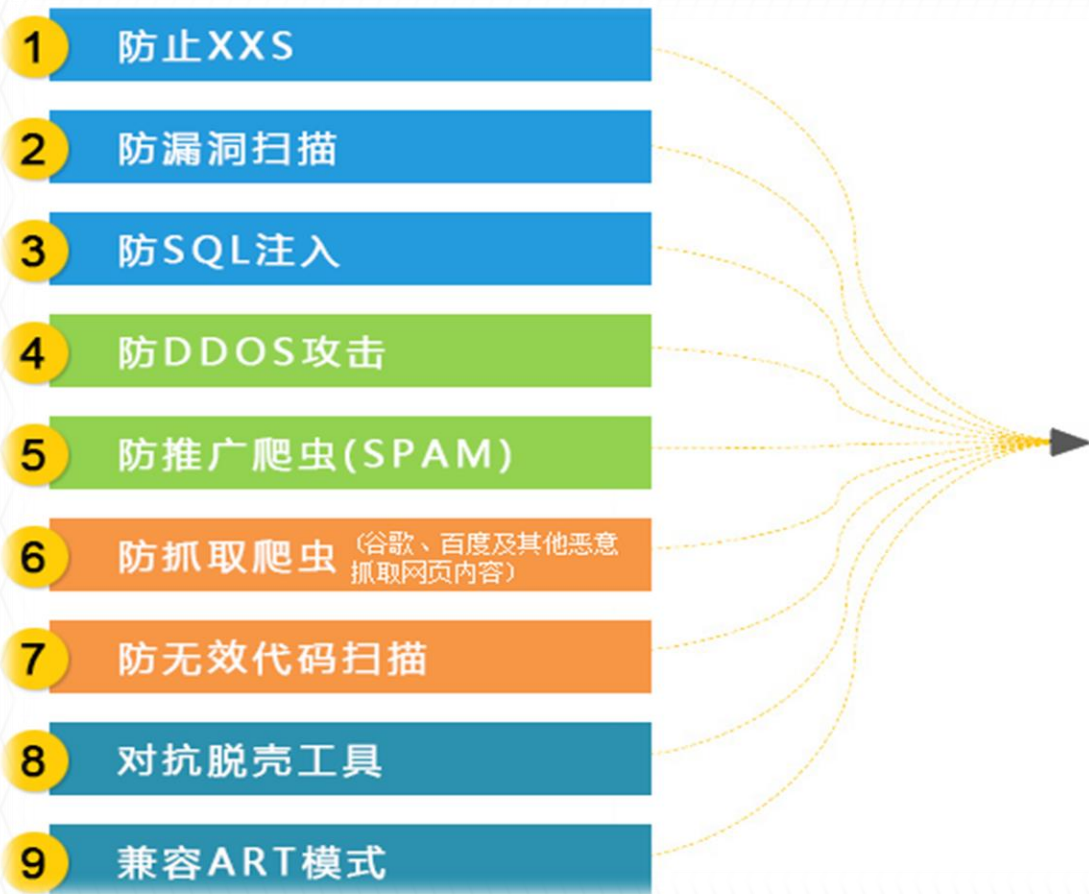 1 防止XXS
2 防漏洞扫描
3 防SQL注入
4 防DDOS攻击
5 防推广爬虫(SPAM)
6 防抓取爬虫 (谷歌、百度及其他恶意
抓取网页内容)
7 防无效代码扫描
8 对抗脱壳工具
9 兼容ART模式